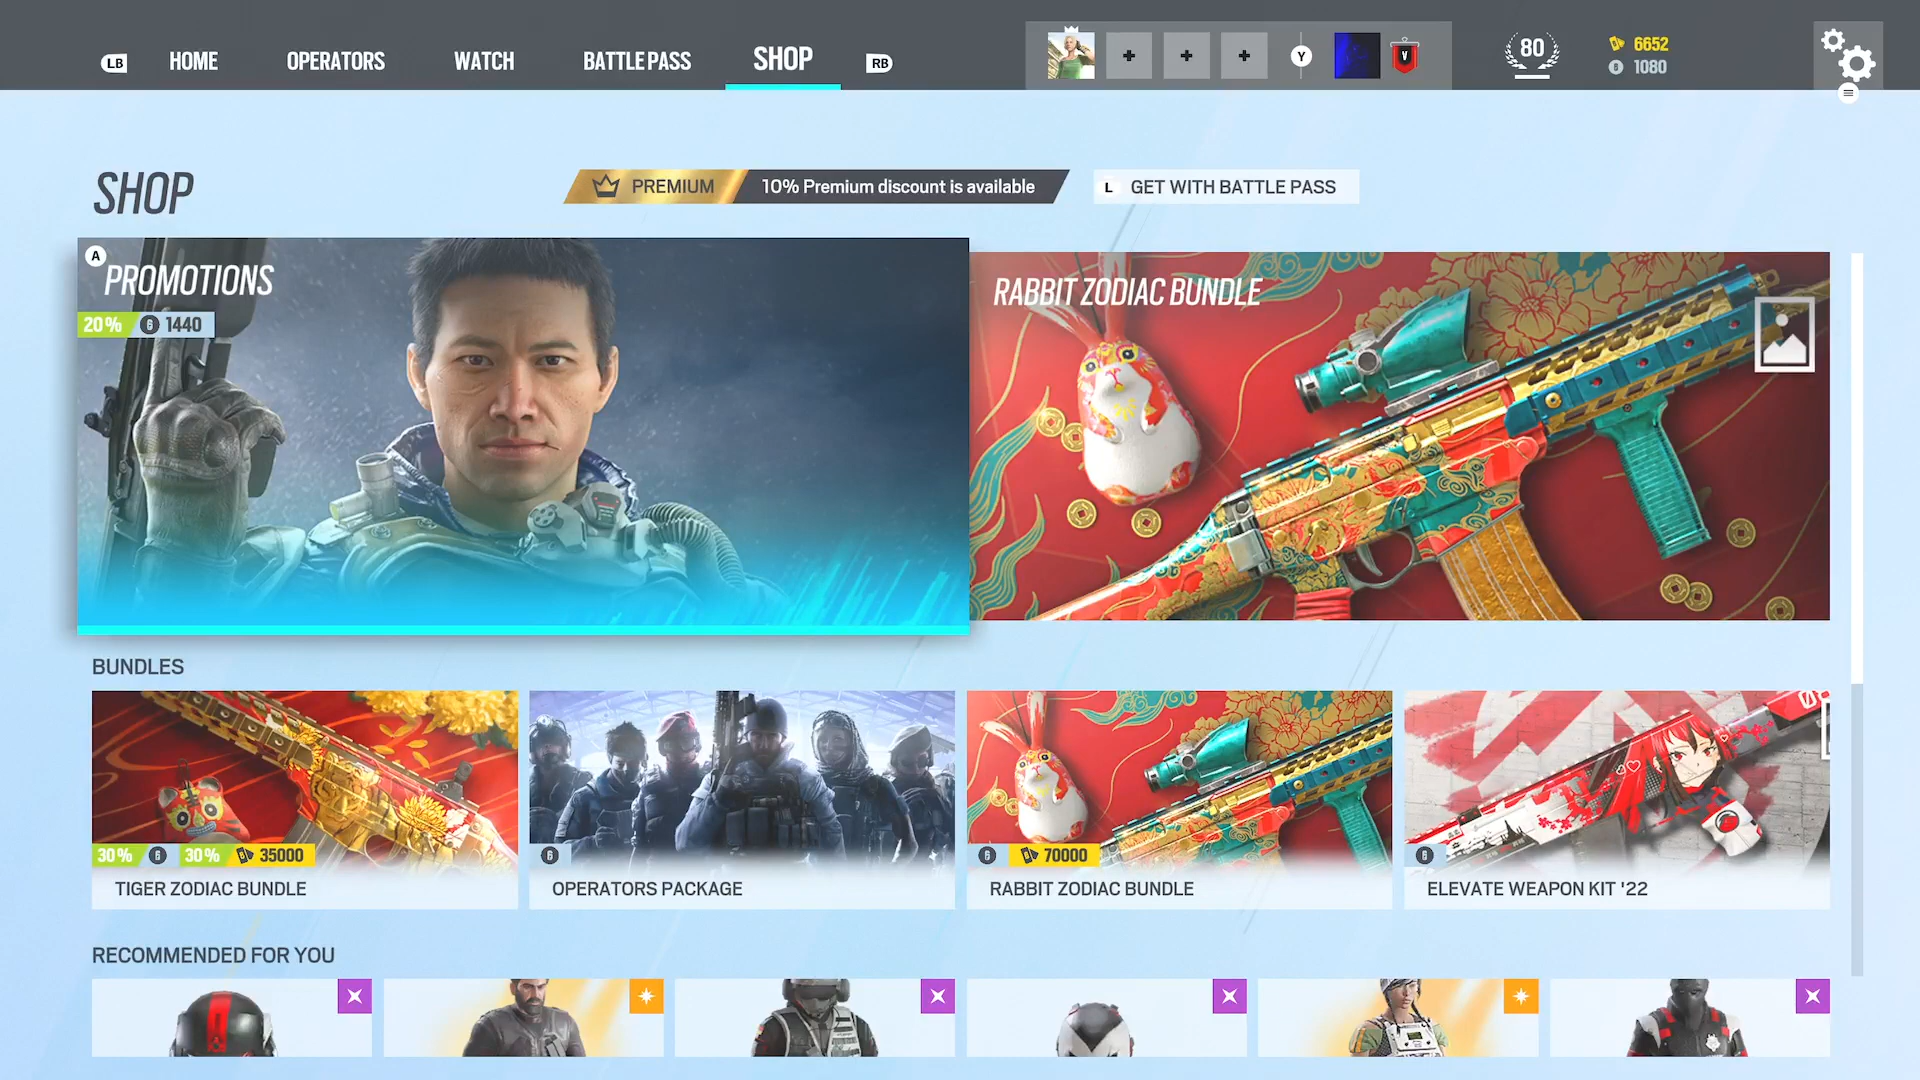 LB
HOME
OPERATORS
WATCH
BATTLE PASS
SHOP
RB
+
+
+
Y
V
80
6652
1080
SHOP
PREMIUM
10% Premium discount is available
L
GET WITH BATTLE PASS
A
PROMOTIONS
20%
1440
RABBIT ZODIAC BUNDLE
BUNDLES
30%
30%
35000
TIGER ZODIAC BUNDLE
OPERATORS PACKAGE
70000
RABBIT ZODIAC BUNDLE
ELEVATE WEAPON KIT '22
RECOMMENDED FOR YOU